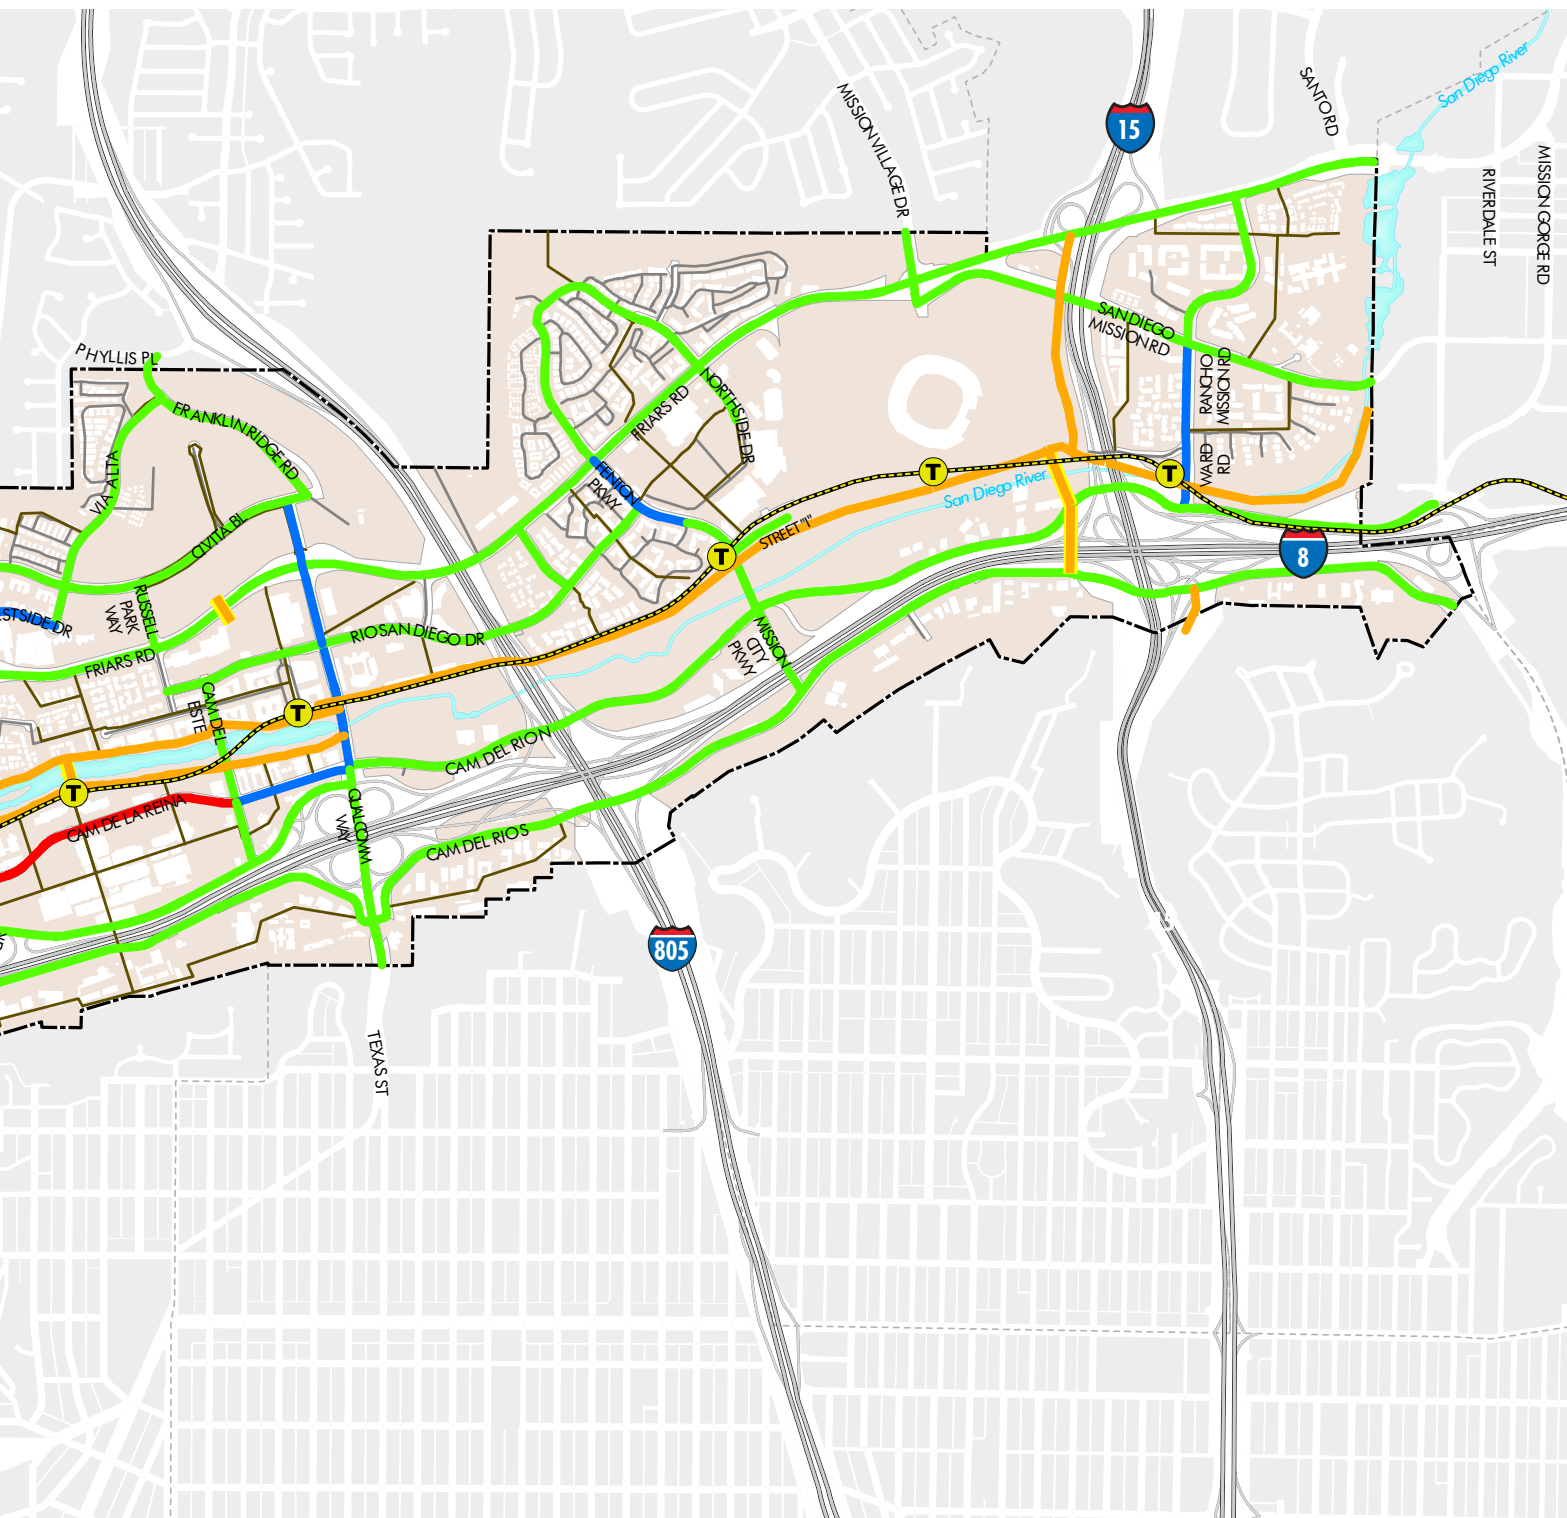 San Diego River
SANTO RD
MISSION VILLAGE DR
15
MISSION GORGE RD
RIVERDALE ST
SAN DIEGO
MISSION RD
PHYLLIS PL
FRANKLIN RIDGE RD
NORTHSIDE DR
FRIARS RD
RANCHO
MISSION RD
WARD
RD
VIA ALTA
FENTON
PKWY
T
T
San Diego River
CIVITA BL
STREET "I"
T
8
RUSSELL
PARK
WAY
STSIDE DR
RIO SAN DIEGO DR
MISSION
CITY
PKWY
FRIARS RD
CAM DEL
ESTE
T
CAM DEL RIO N
T
CAM DE LA REINA
QUALCOMM
WAY
CAM DEL RIO S
805
TEXAS ST